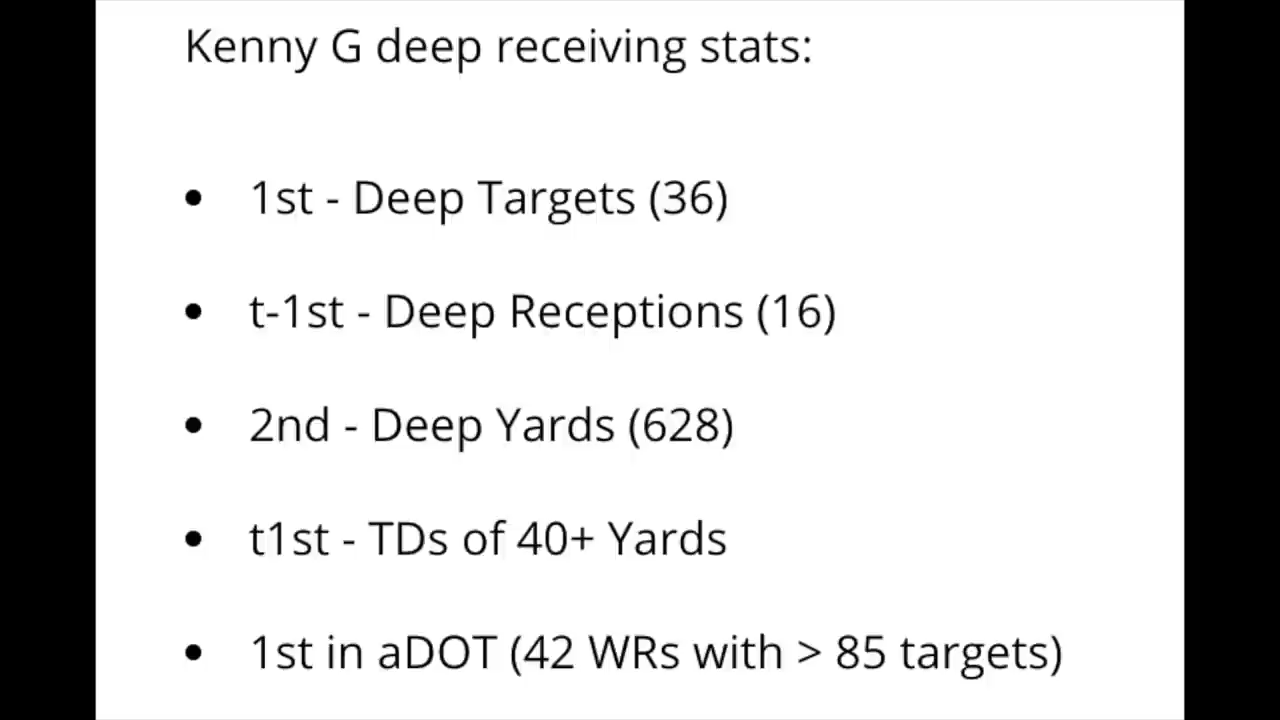 Kenny G deep receiving stats:
• 1st - Deep Targets (36)
• t-1st - Deep Receptions (16)
• 2nd - Deep Yards (628)
• t1st - TDs of 40+ Yards
• 1st in aDOT (42 WRs with > 85 targets)